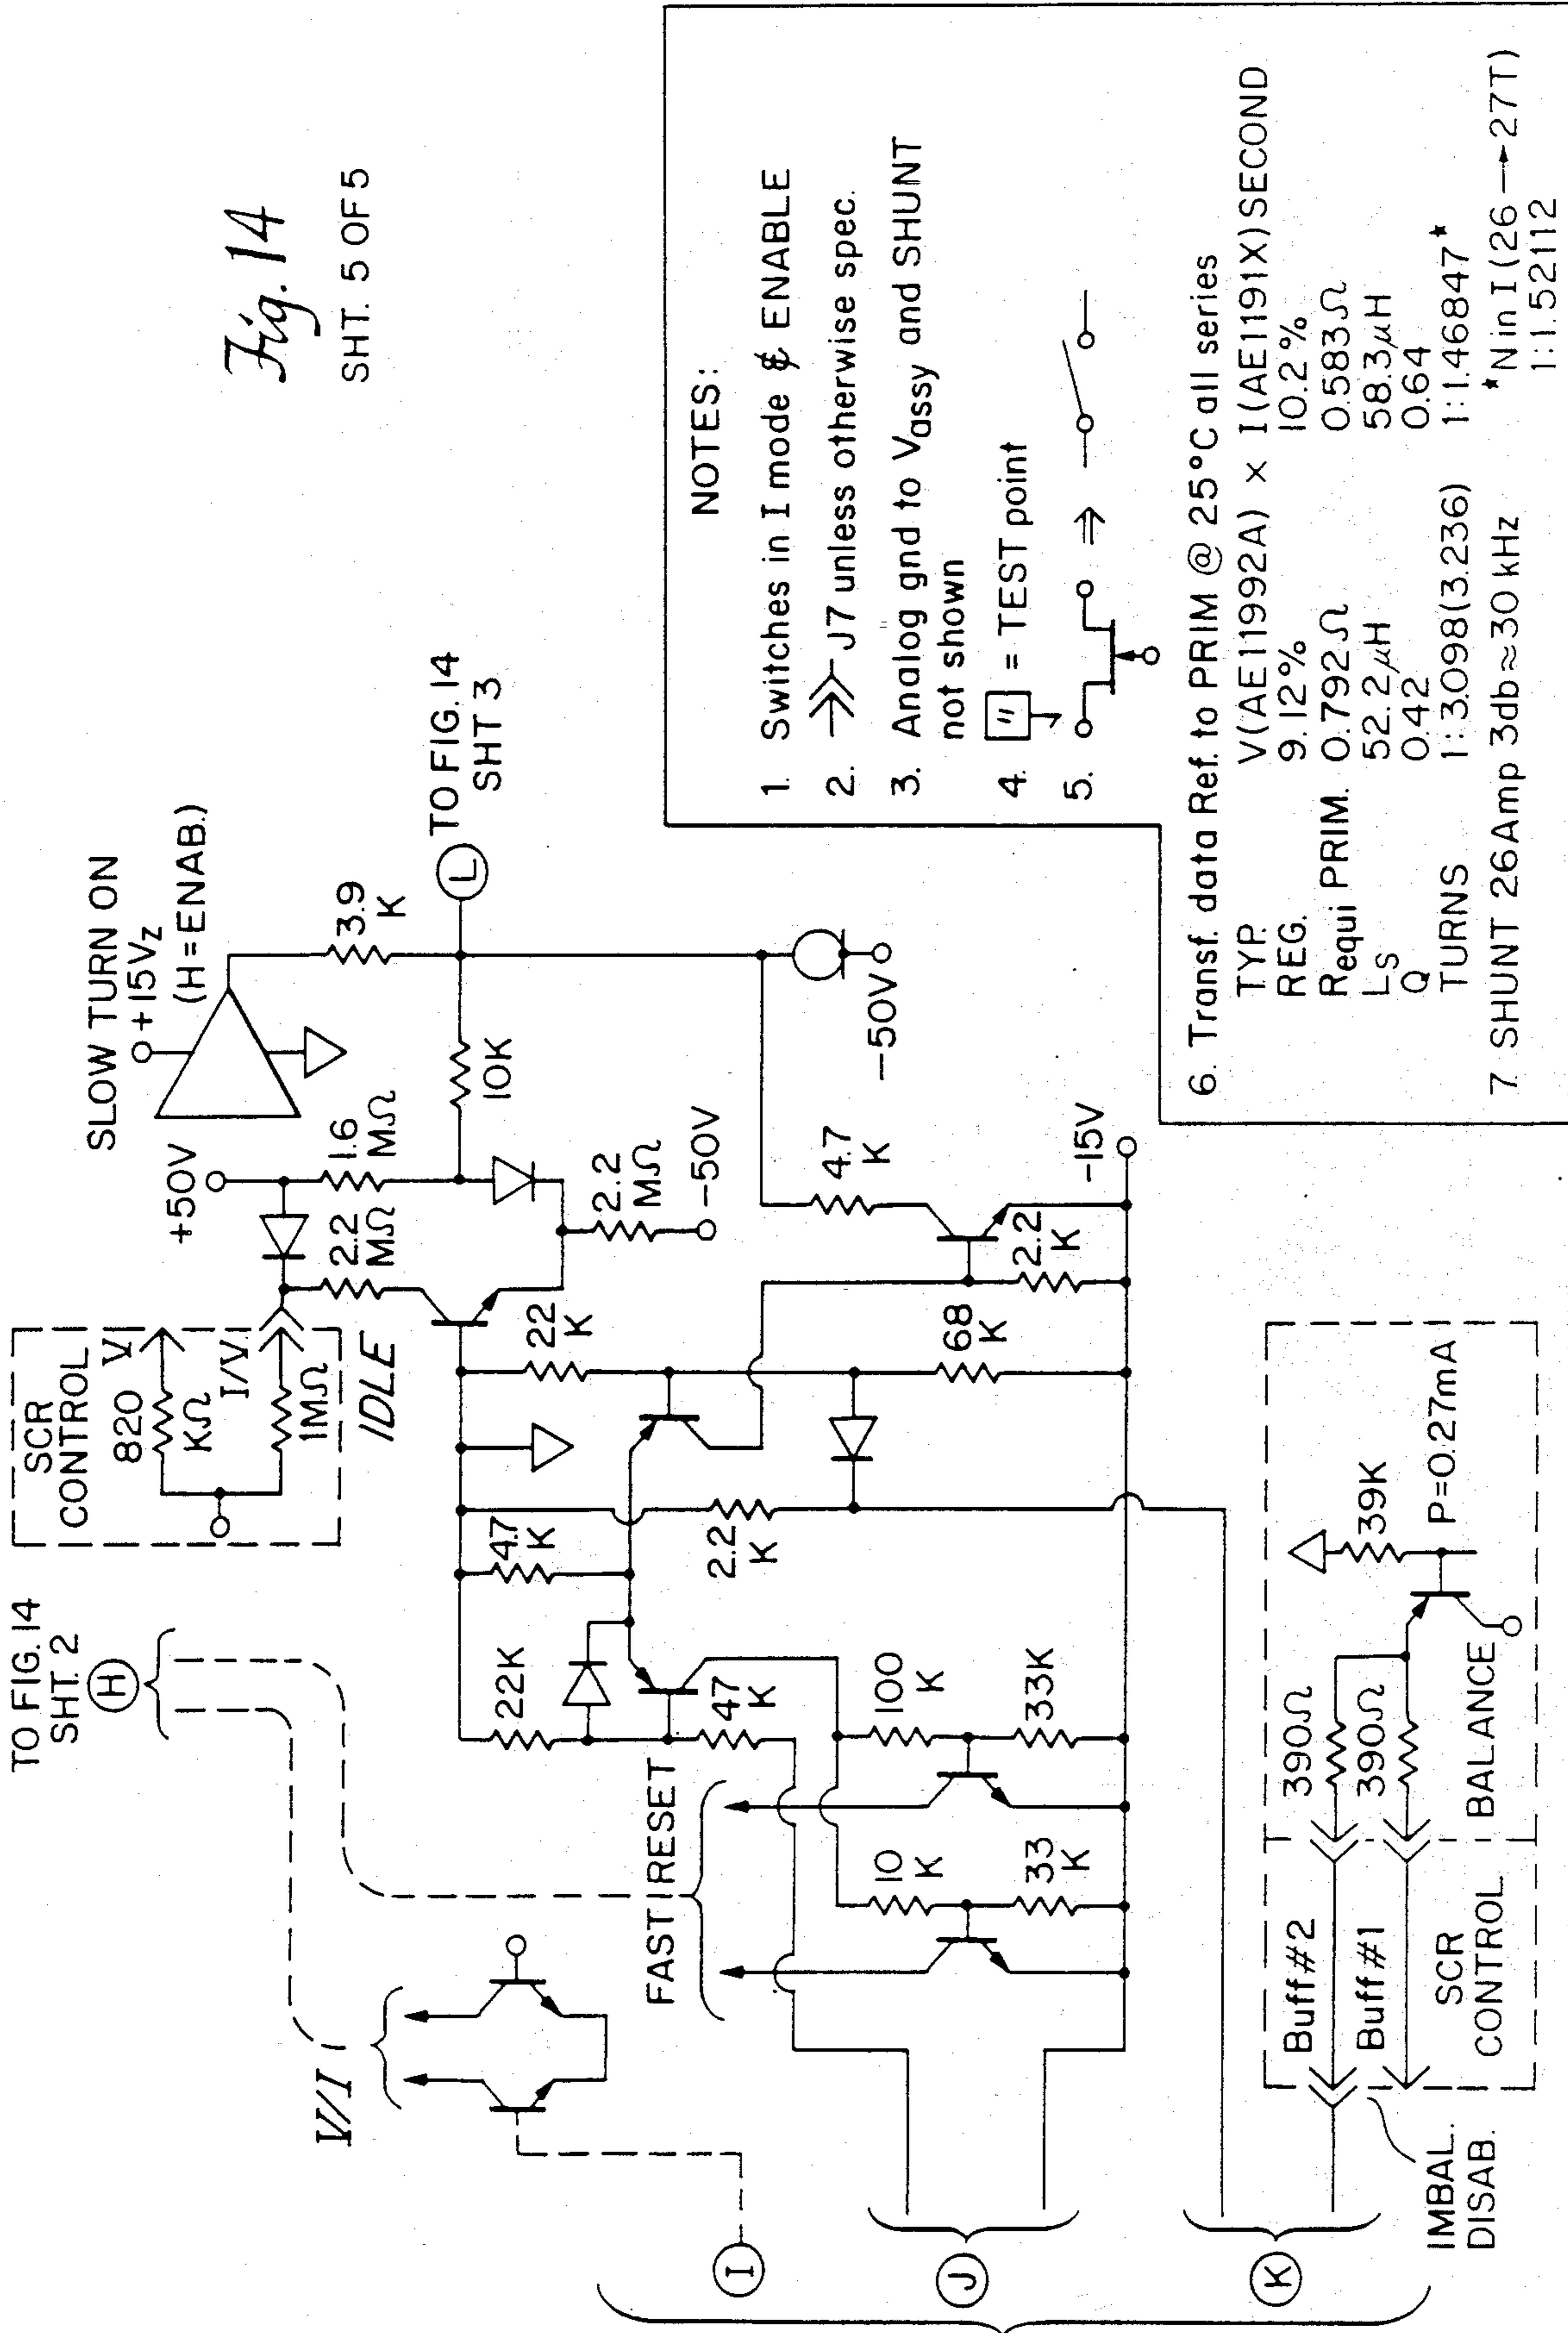 Fig. 14
SHT. 5 OF 5
TO FIG. 14
SHT. 2
H
SCR
CONTROL
820
KΩ
V
I/V
1MΩ
IDLE
+50V
2.2
MΩ
1.6
MΩ
SLOW TURN ON
+15Vz
(H=ENAB.)
3.9
K
10K
L
TO FIG. 14
SHT 3
2.2
MΩ
-50V
-50V
V/I
I
FAST I RESET
22K
47
K
4.7
K
2.2
K
22
K
68
K
4.7
K
2.2
K
-15V
10
K
33
K
100
K
33K
J
K
IMBAL.
DISAB.
Buff#2
Buff#1
SCR
CONTROL
390Ω
390Ω
BALANCE
39K
P=0.27mA
NOTES:
1. Switches in I mode & ENABLE
2. J7 unless otherwise spec.
3. Analog gnd to Vassy and SHUNT
not shown
4. " = TEST point
5. ⇒
6. Transf. data Ref. to PRIM @ 25°C all series
TYP. V(AE11992A) × I(AE1191X)SECOND
REG. 9.12% 10.2%
Requi PRIM. 0.792Ω 0.583Ω
LS 52.2μH 58.3μH
Q 0.42 0.64
TURNS 1:3.098(3.236) 1:1.46847*
*N in I (26→27T)
1:1.52112
7. SHUNT 26Amp 3db≈30 kHz